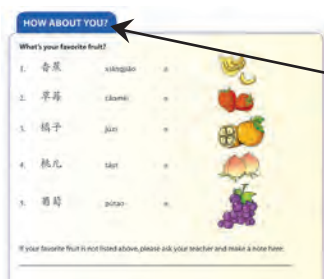 HOW ABOUT YOU?
What's your favorite fruit?
1. 香蕉 xiāngjiāo n
2. 草莓 cǎoméi n
3. 橘子 júzi n
4. 桃儿 táor n
5. 葡萄 pútao n
If your favorite fruit is not listed above, please ask your teacher and make a note here: